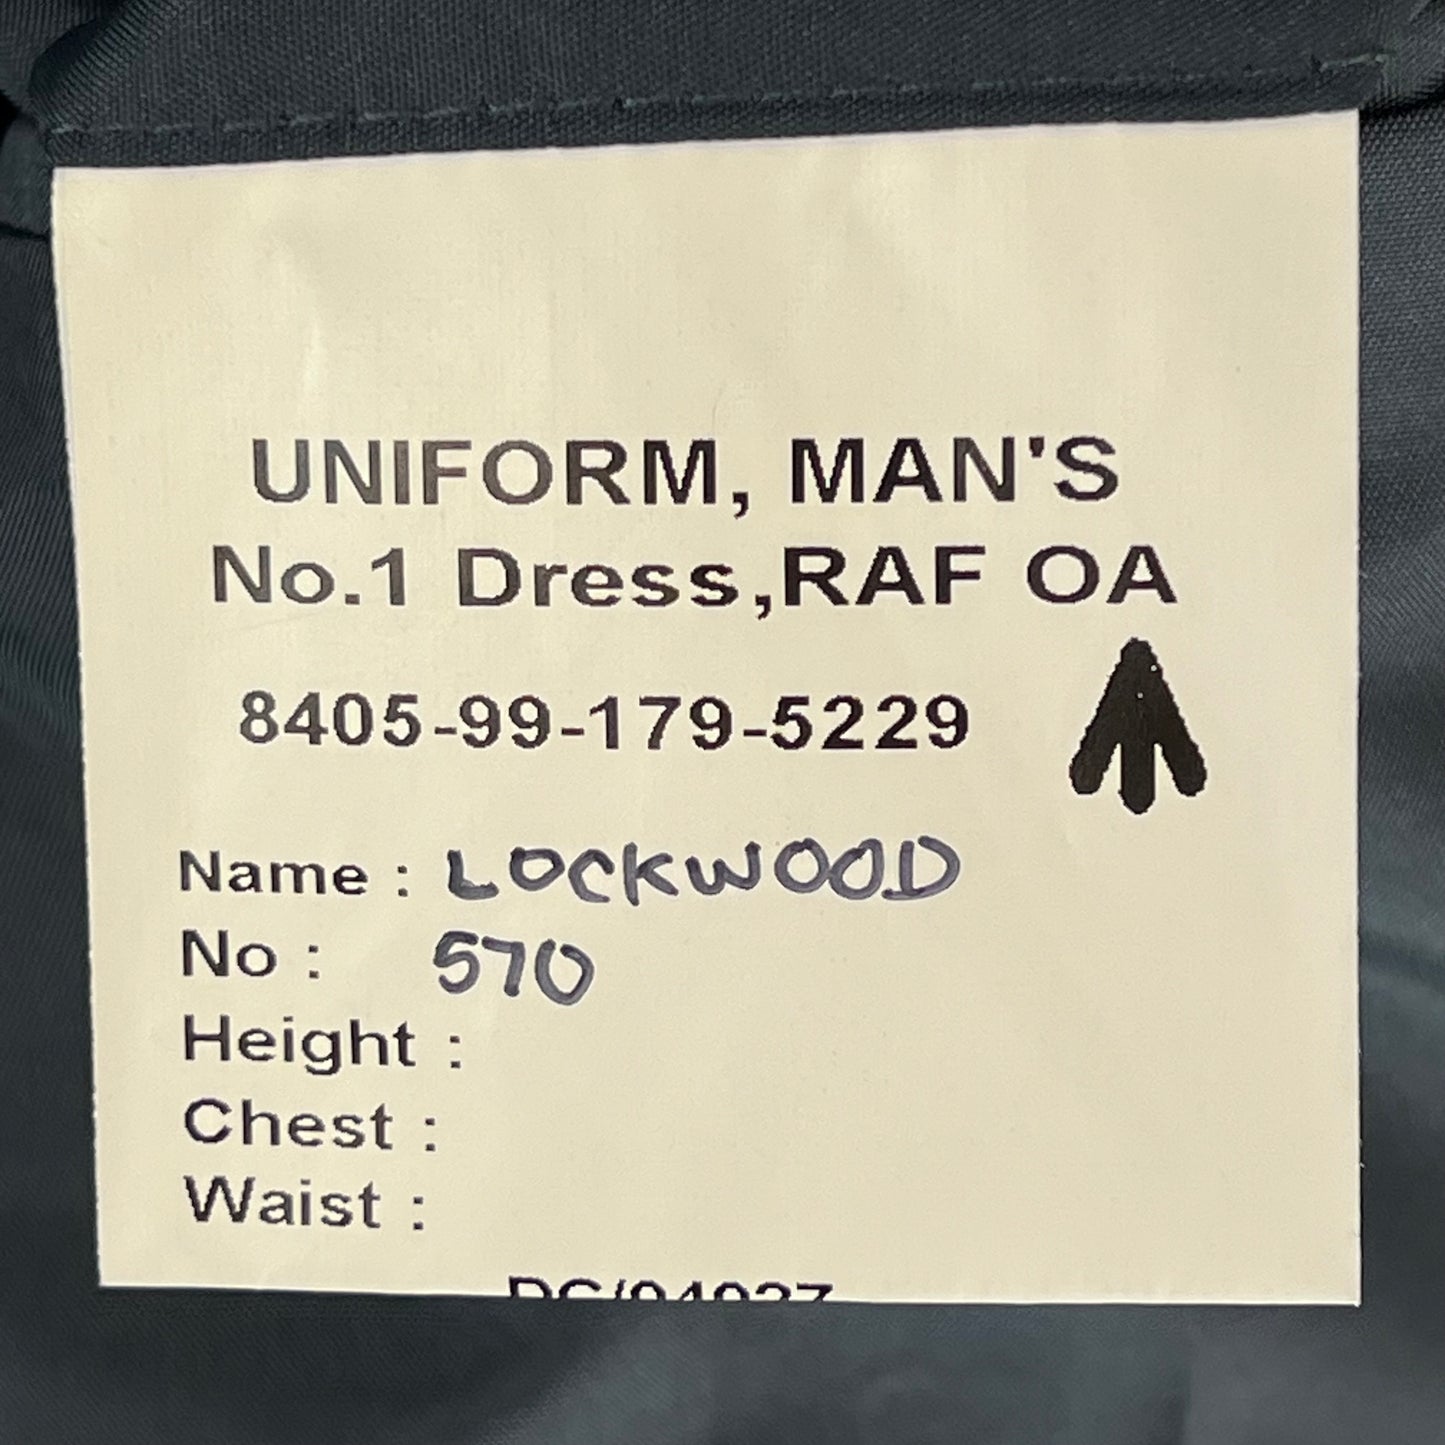 UNIFORM, MAN'S
No.1 Dress,RAF OA
8405-99-179-5229
Name : LOCKWOOD
No : 570
Height :
Chest :
Waist :